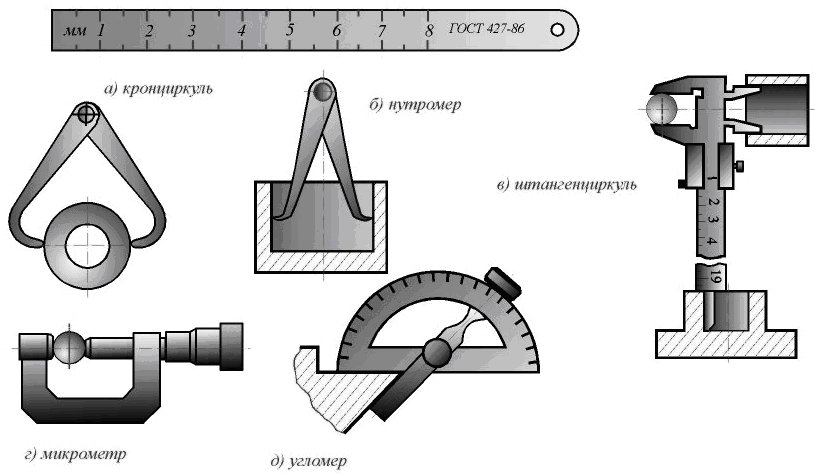 мм 1 2 3 4 5 6 7 8 ГОСТ 427-86
а) кронциркуль
б) нутромер
в) штангенциркуль
1
2
3
4
19
г) микрометр
д) угломер